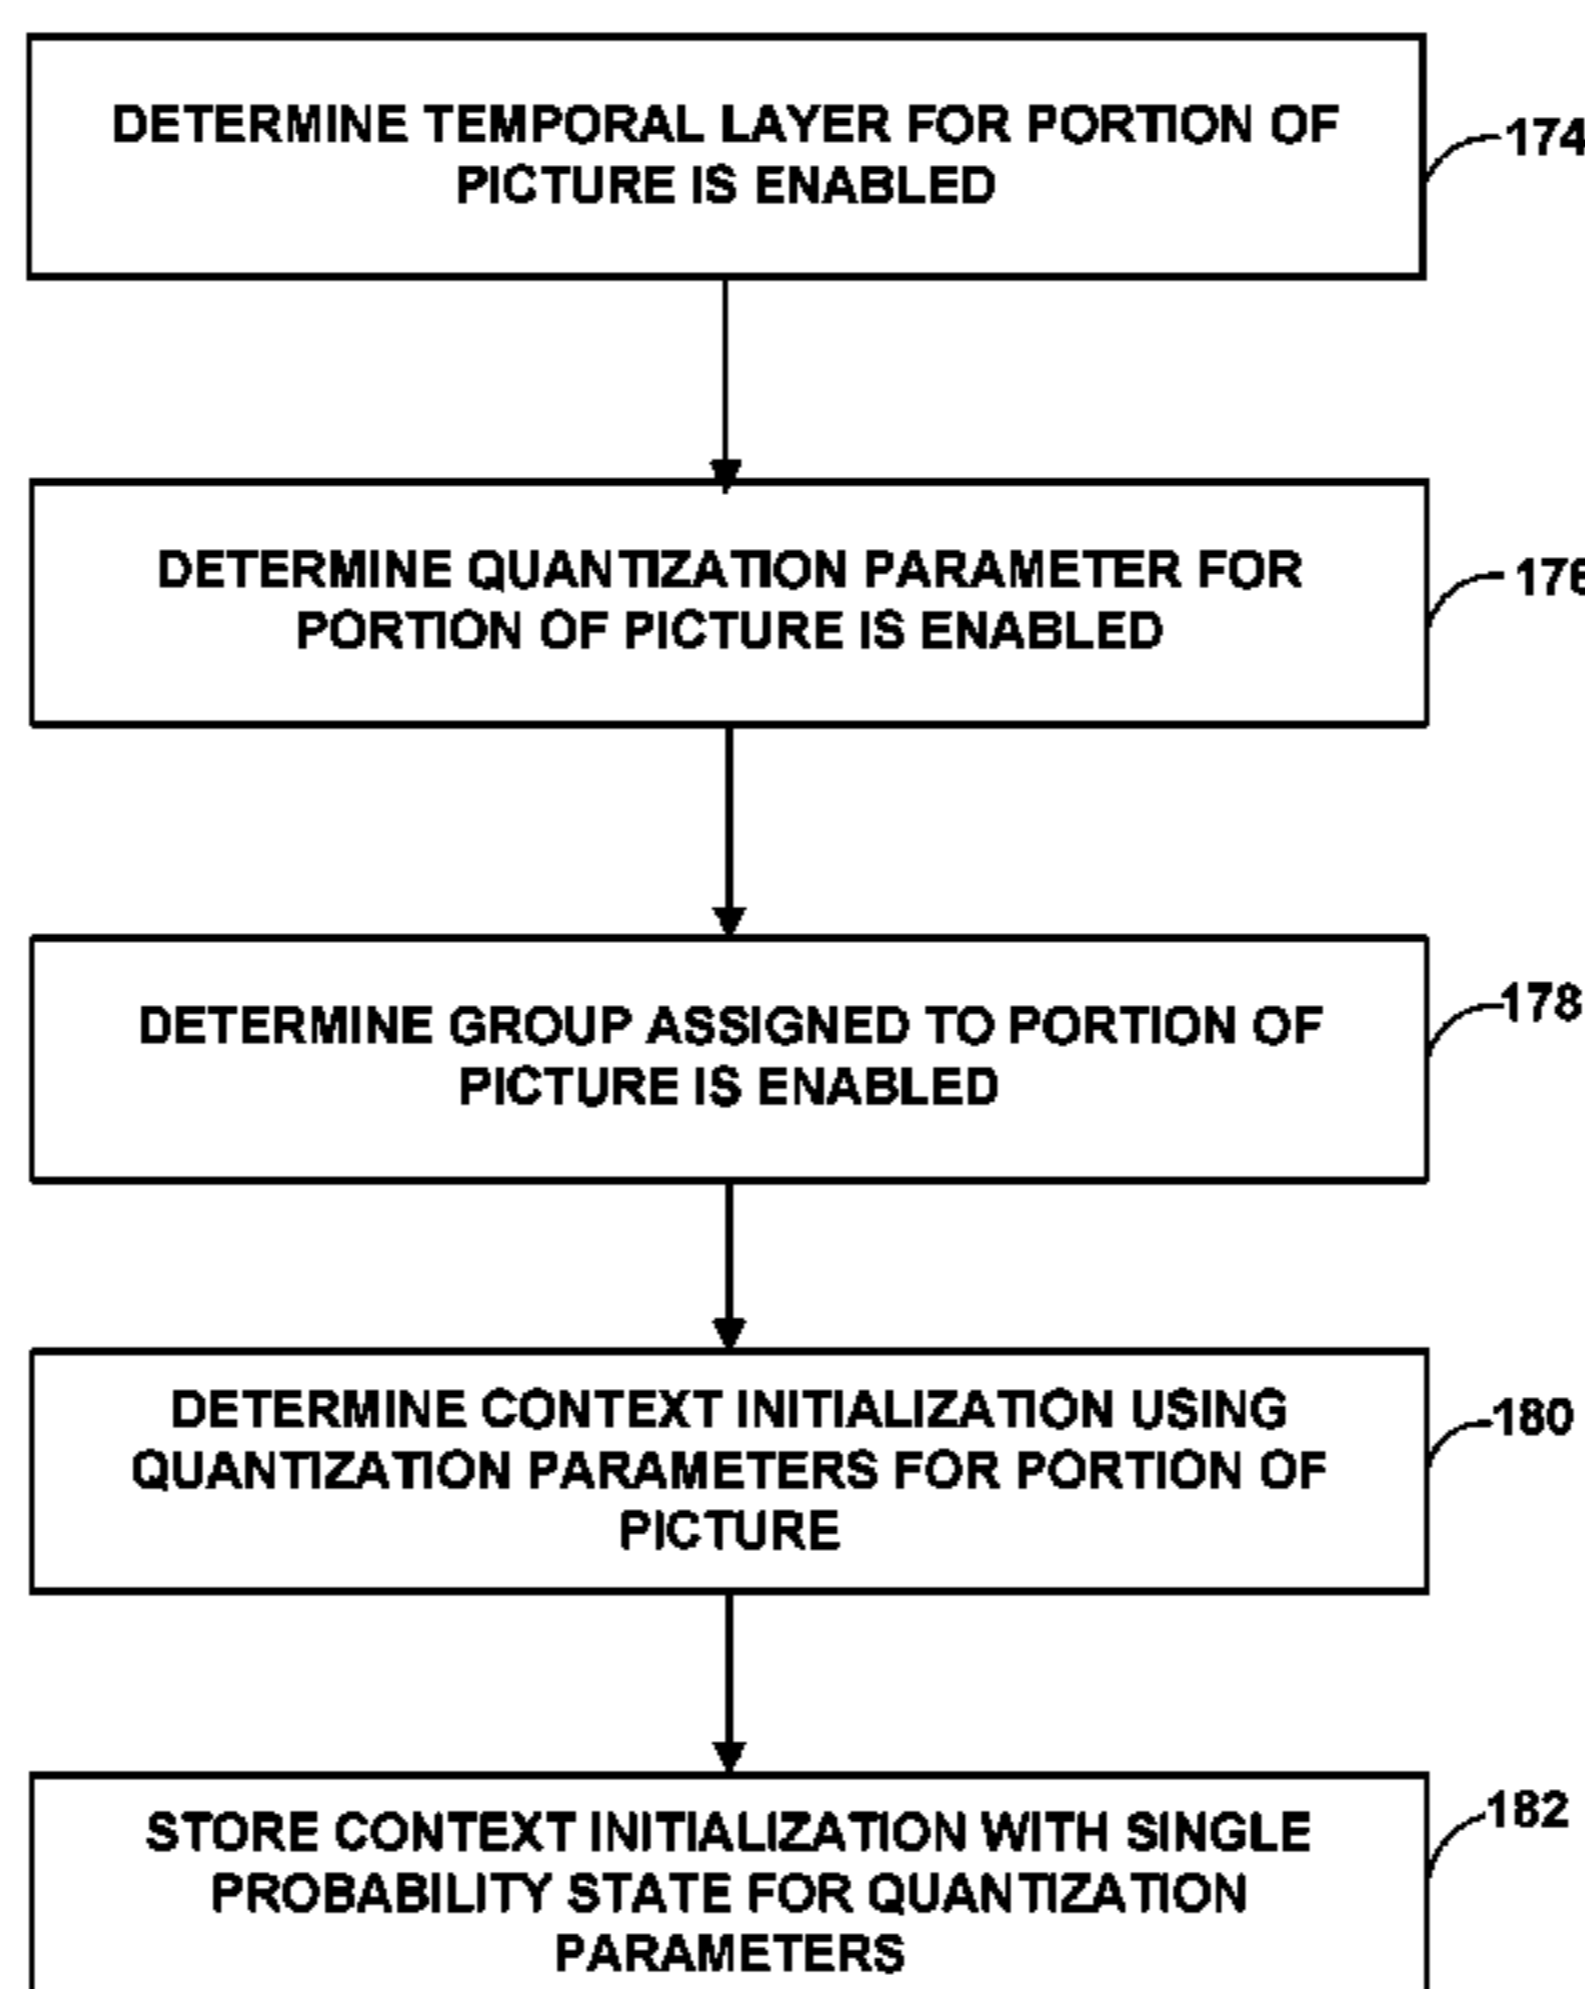 DETERMINE TEMPORAL LAYER FOR PORTION OF
PICTURE IS ENABLED
174
DETERMINE QUANTIZATION PARAMETER FOR
PORTION OF PICTURE IS ENABLED
176
DETERMINE GROUP ASSIGNED TO PORTION OF
PICTURE IS ENABLED
178
DETERMINE CONTEXT INITIALIZATION USING
QUANTIZATION PARAMETERS FOR PORTION OF
PICTURE
180
STORE CONTEXT INITIALIZATION WITH SINGLE
PROBABILITY STATE FOR QUANTIZATION
PARAMETERS
182